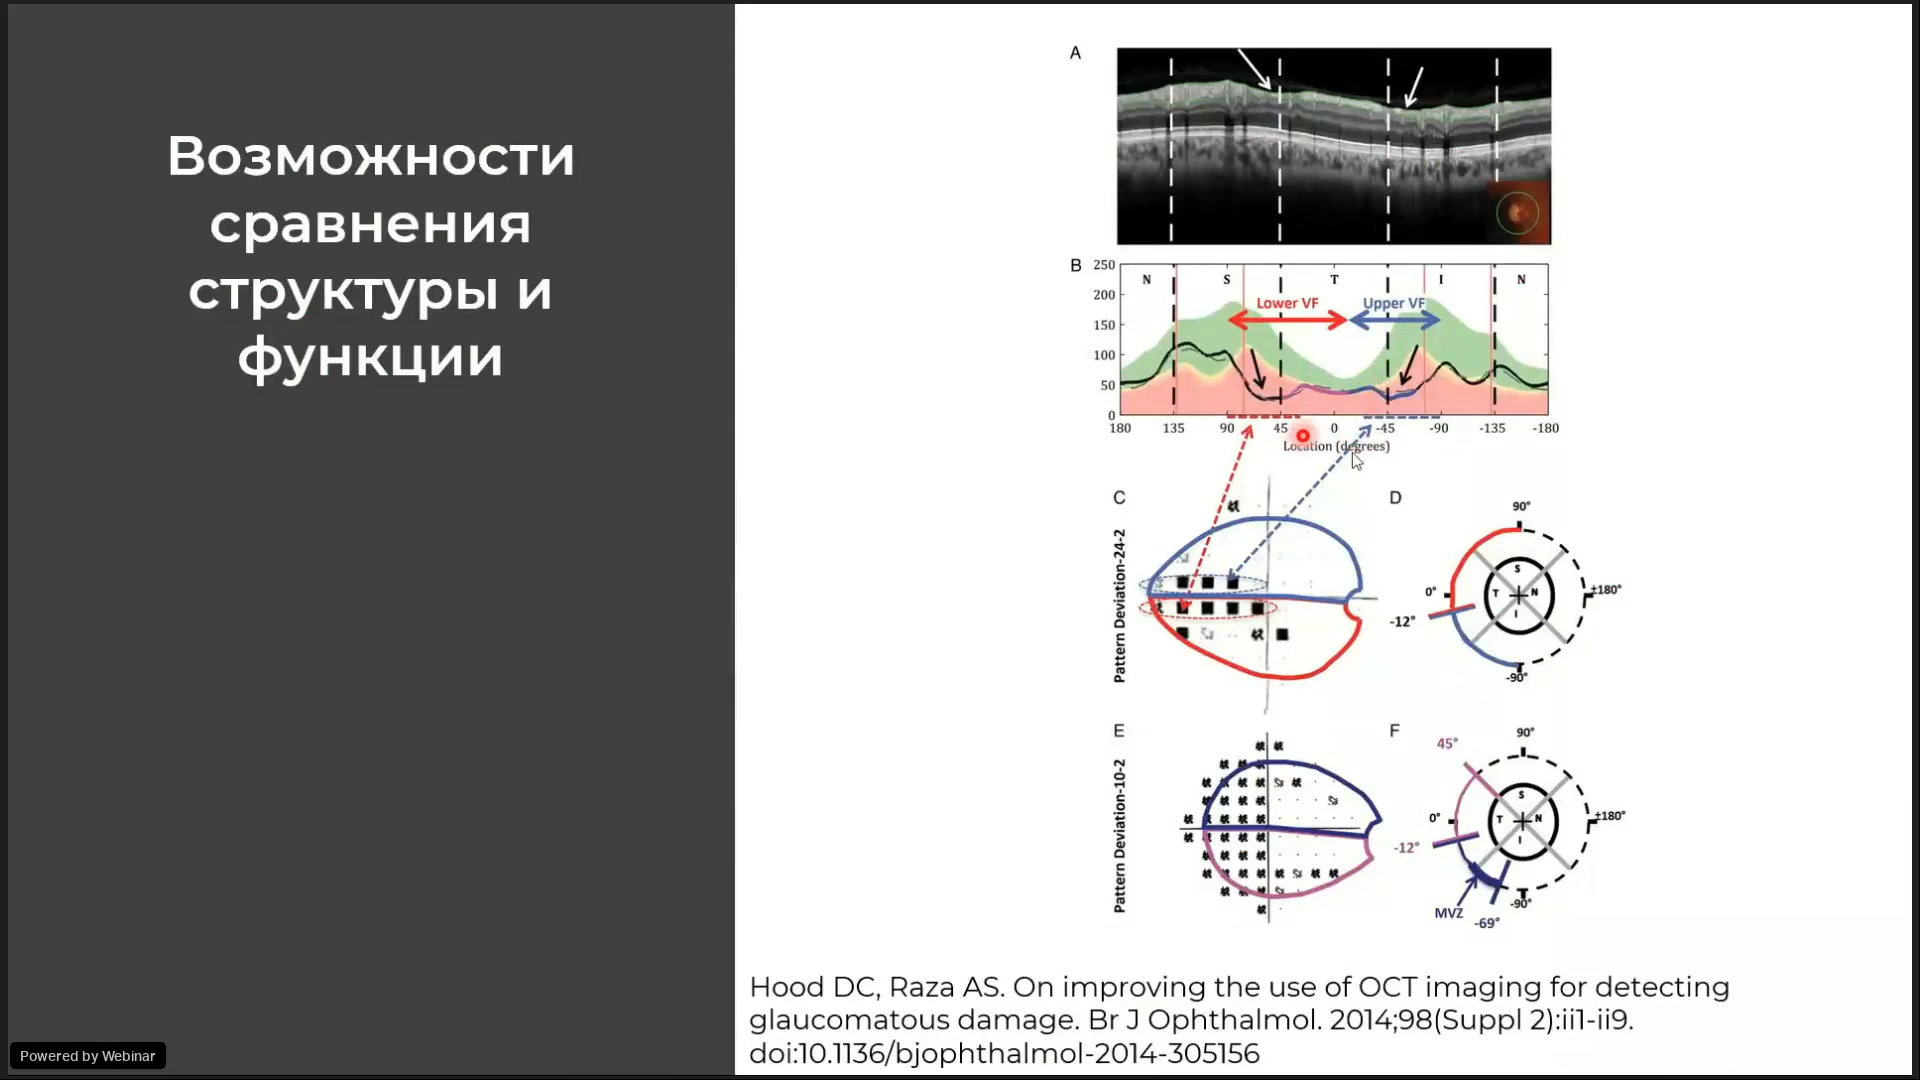 Возможности
сравнения
структуры и
функции
A
B
250
200
150
100
50
0
N S T I N
Lower VF Upper VF
180 135 90 45 0 -45 -90 -135 -180
Location (degrees)
C
Pattern Deviation-24-2
D
90°
0°
-12°
±180°
-90°
S
T N
I
E
Pattern Deviation-10-2
F
90°
45°
0°
-12°
±180°
-90°
MVZ
-69°
S
T N
I
Hood DC, Raza AS. On improving the use of OCT imaging for detecting
glaucomatous damage. Br J Ophthalmol. 2014;98(Suppl 2):ii1-ii9.
doi:10.1136/bjophthalmol-2014-305156
Powered by Webinar